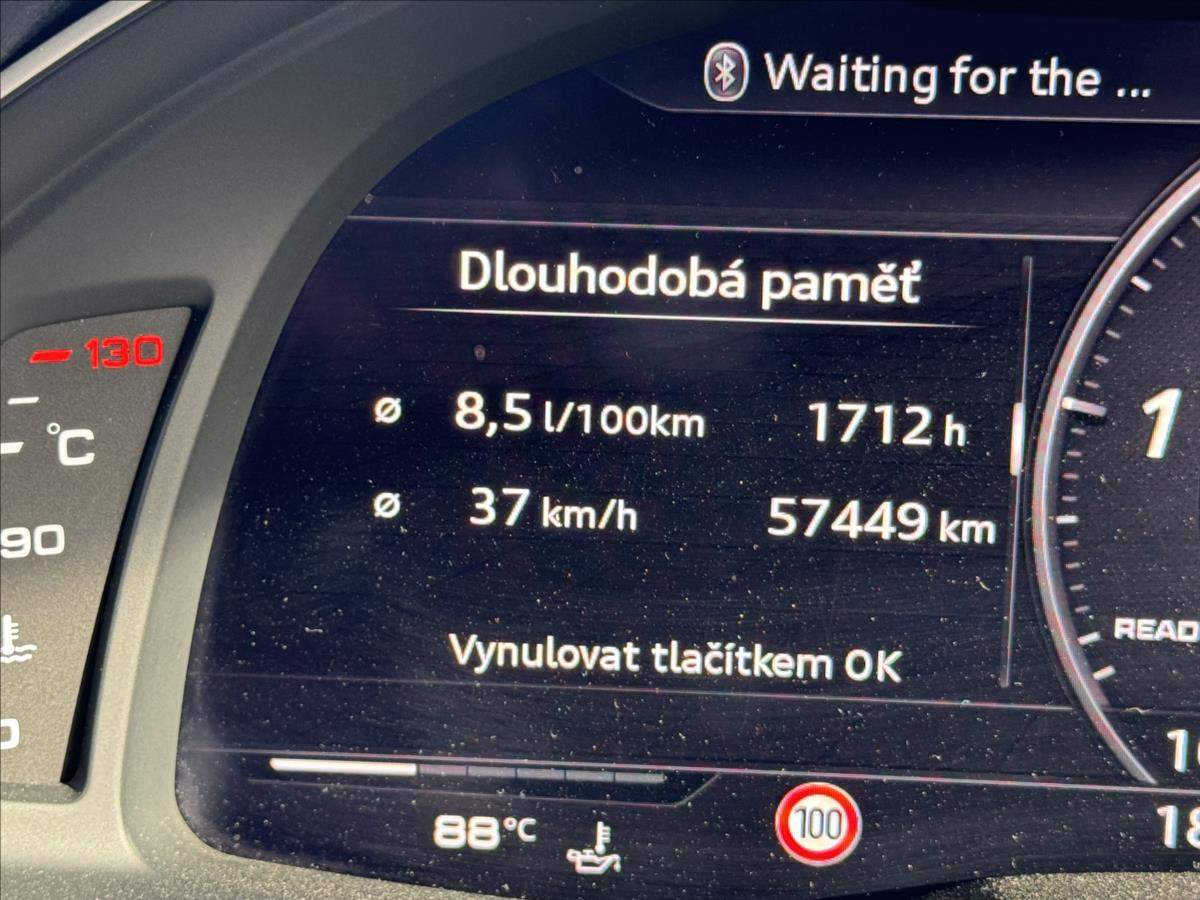 Waiting for the ...
Dlouhodobá paměť
ø 8,5 l/100km 1712 h
ø 37 km/h 57449 km
Vynulovat tlačítkem OK
130
°C
90
1
READ
88°C
100